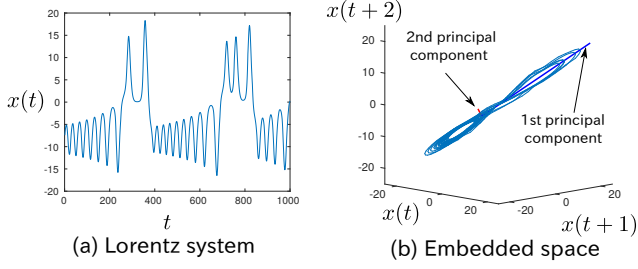 20
15
10
5
0
-5
-10
-15
-20
x(t)
0 200 400 600 800 1000
t
(a) Lorentz system
x(t+2)
2nd principal
component
20
10
0
-10
-20
1st principal
component
-20 0 20
-20 0 20
x(t)
x(t+1)
(b) Embedded space